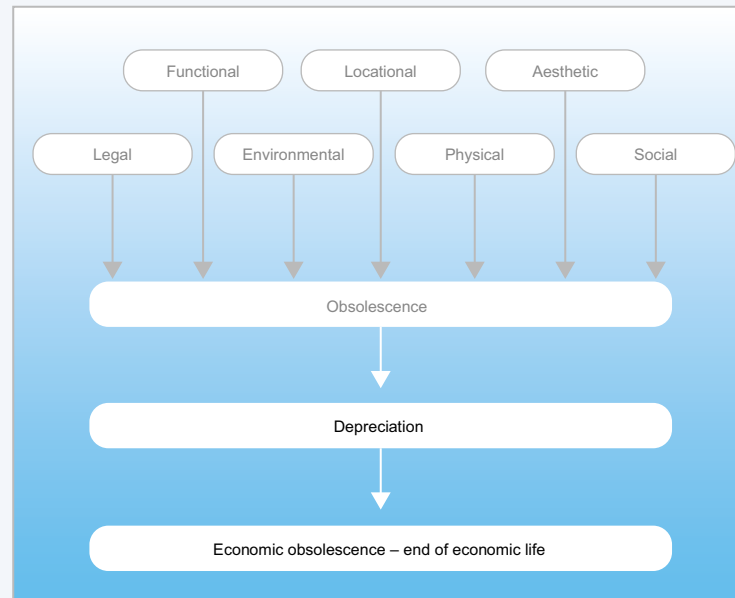 Functional
Locational
Aesthetic
Legal
Environmental
Physical
Social
Obsolescence
Depreciation
Economic obsolescence – end of economic life